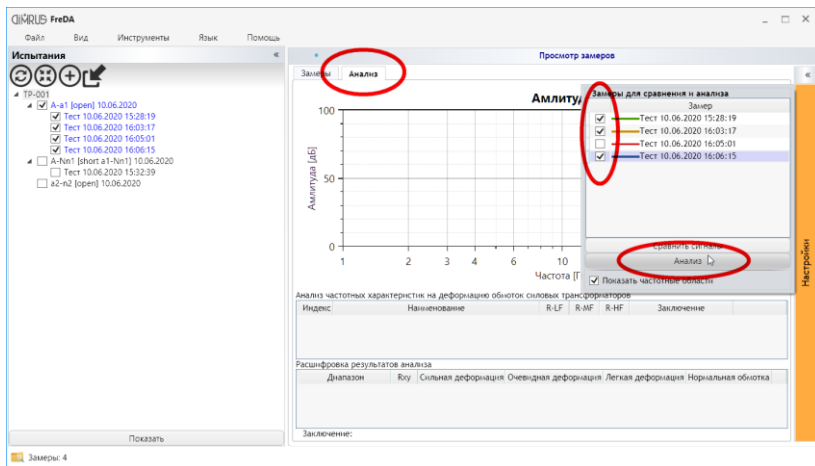 DIMRUS FreDA
Файл Вид Инструменты Язык Помощь
Испытания
TP-001
A-a1 [open] 10.06.2020
Тест 10.06.2020 15:28:19
Тест 10.06.2020 16:03:17
Тест 10.06.2020 16:05:01
Тест 10.06.2020 16:06:15
A-Nn1 [short a1-Nn1] 10.06.2020
Тест 10.06.2020 15:32:39
a2-n2 [open] 10.06.2020
Показать
Замеры: 4
Просмотр замеров
Замеры Анализ
Амлиту
Амлитуда [дБ]
100
50
0
1 2 3 4 6 10
Частота [Г
Замеры для сравнения и анализа
Замер
Тест 10.06.2020 15:28:19
Тест 10.06.2020 16:03:17
Тест 10.06.2020 16:05:01
Тест 10.06.2020 16:06:15
Сравнить сигналы
Анализ
Показать частотные области
Настройки
Анализ частотных характеристик на деформацию обмоток силовых трансформаторов
Индекс Наименование R-LF R-MF R-HF Заключение
Расшифровка результатов анализа
Диапазон Rxy Сильная деформация Очевидная деформация Легкая деформация Нормальная обмотка
Заключение: